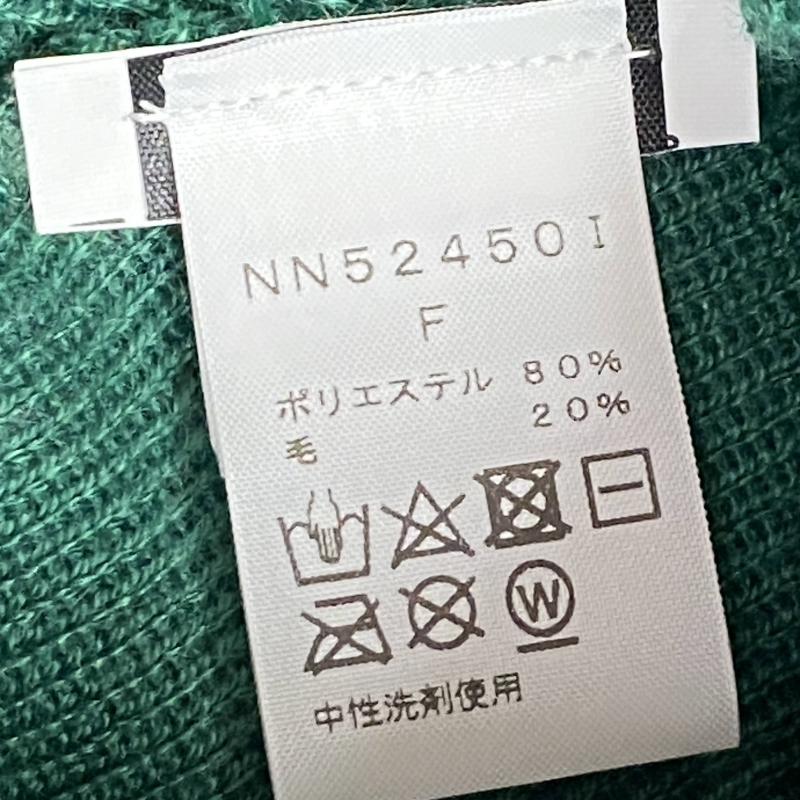 NN52450I
F
ポリエステル 80%
毛 20%
W
中性洗剤使用